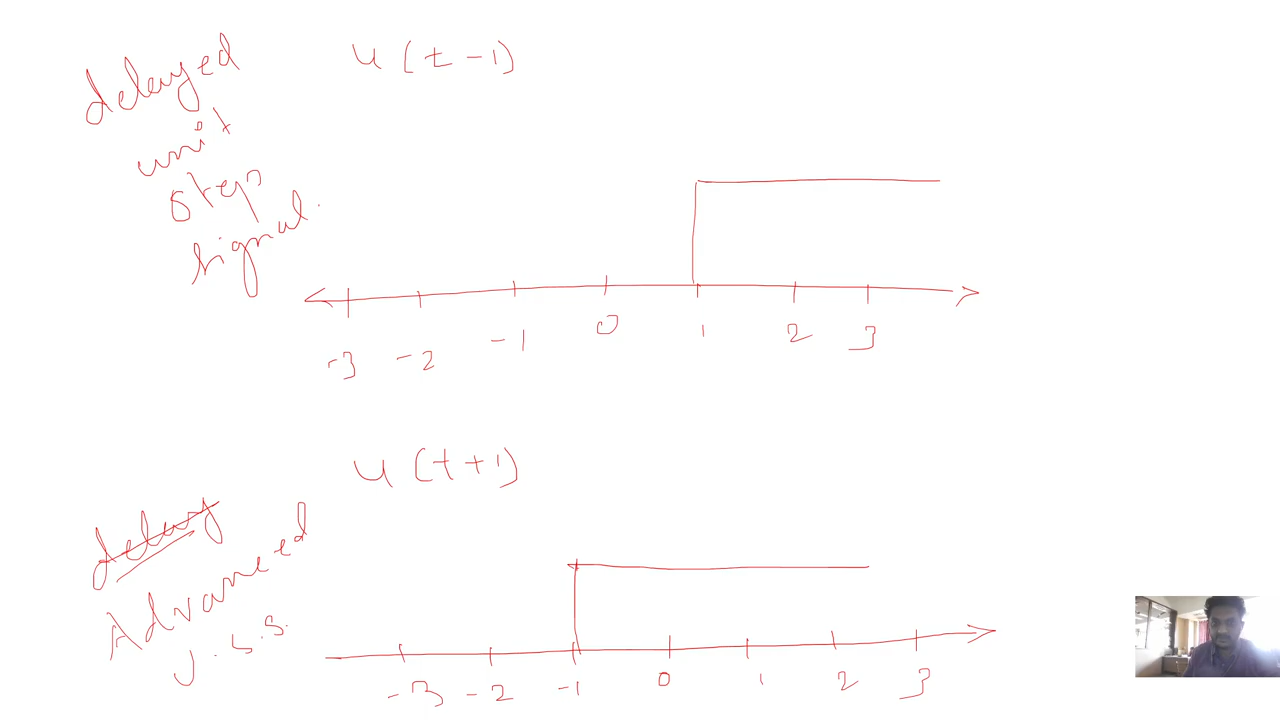 delayed
unit
step
signal.
u(t-1)
-3 -2 -1 0 1 2 3
u(t+1)
delay
Advanced
U.S.S.
-3 -2 -1 0 1 2 3